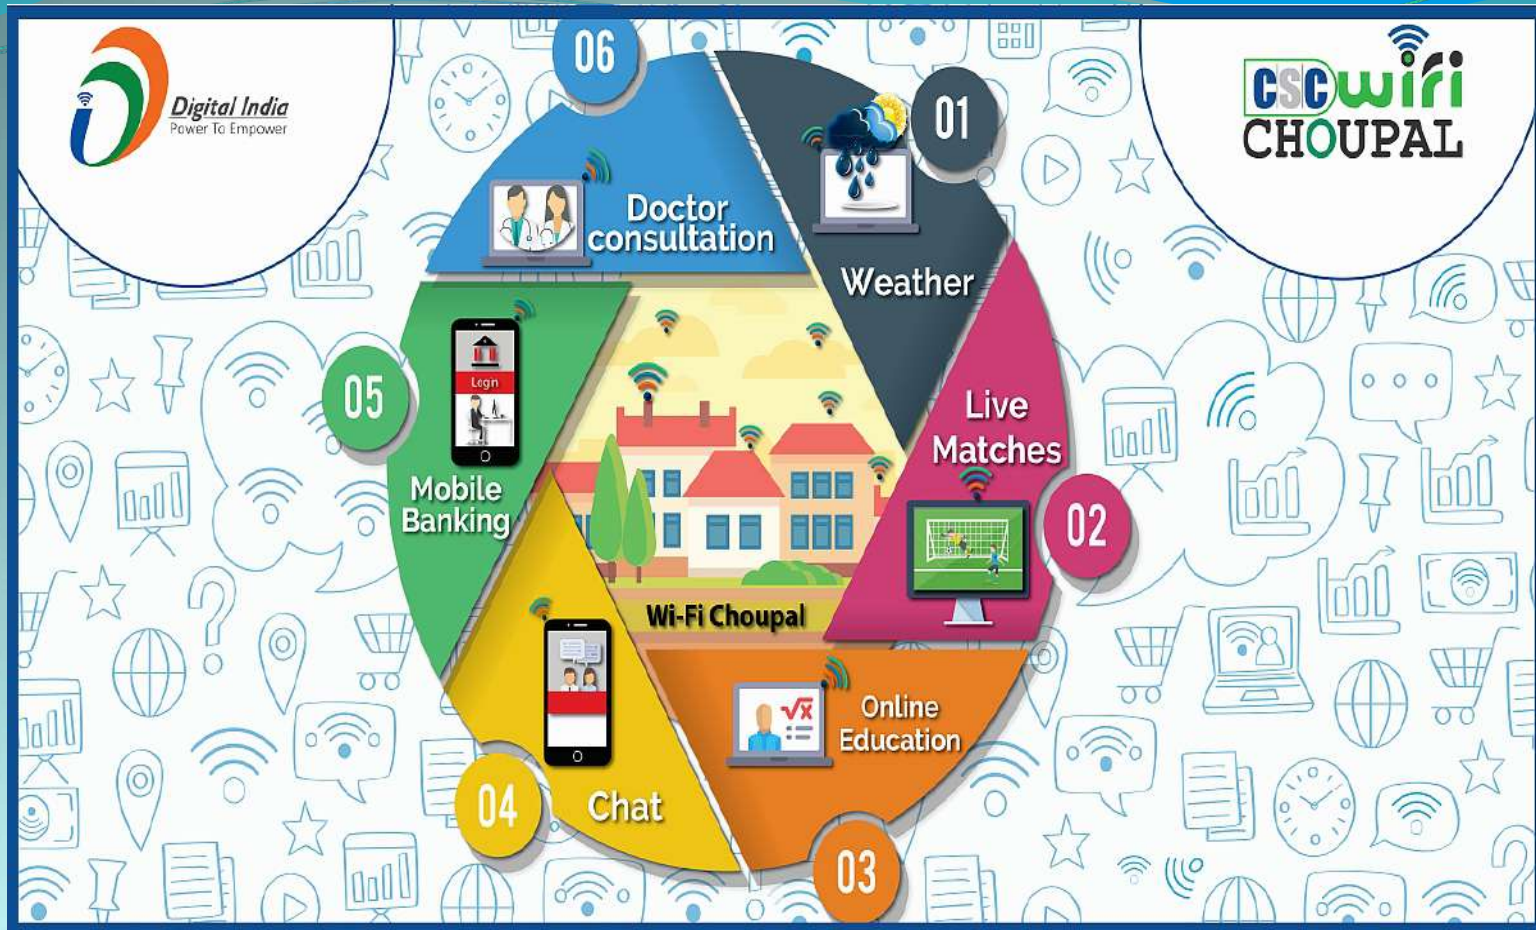 Digital India
Power To Empower
CSC wifi
CHOUPAL
01
Weather
02
Live
Matches
03
Online
Education
04
Chat
05
Login
Mobile
Banking
06
Doctor
consultation
Wi-Fi Choupal
√x